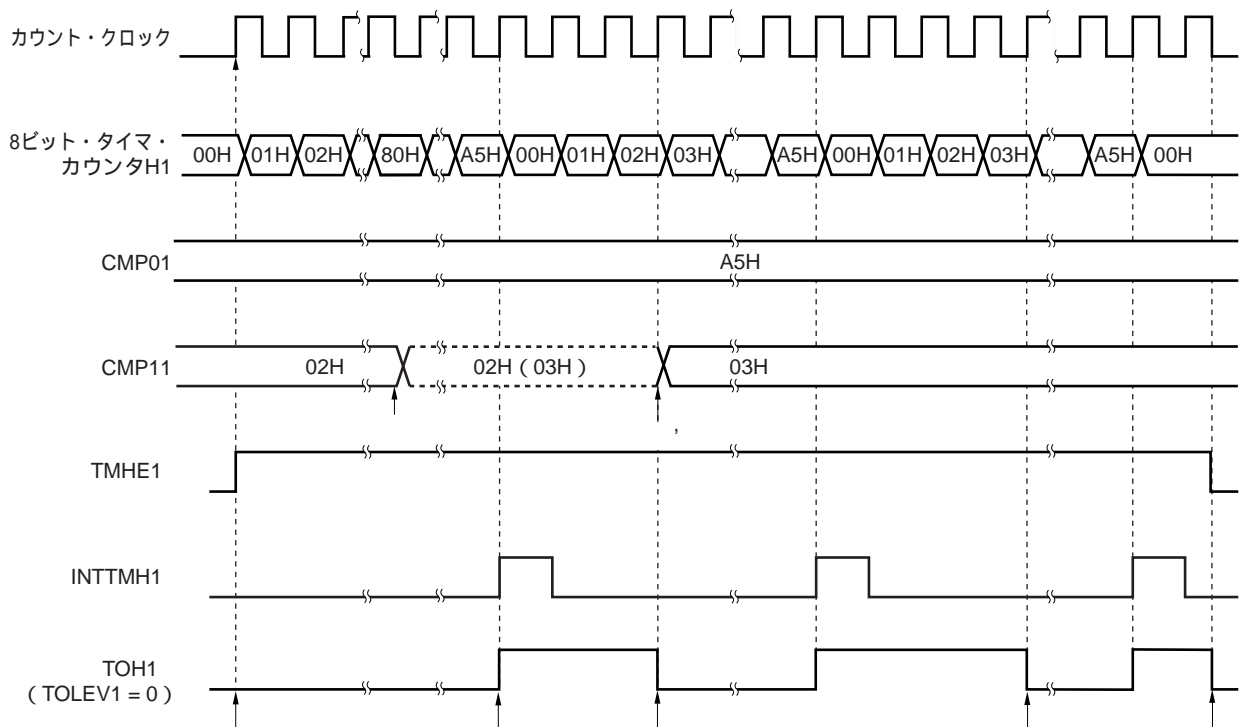 カウント・クロック
8ビット・タイマ・
カウンタH1
00H 01H 02H 80H A5H 00H 01H 02H 03H A5H 00H 01H 02H 03H A5H 00H
CMP01
A5H
CMP11
02H 02H ( 03H ) 03H
,
TMHE1
INTTMH1
TOH1
( TOLEV1 = 0 )